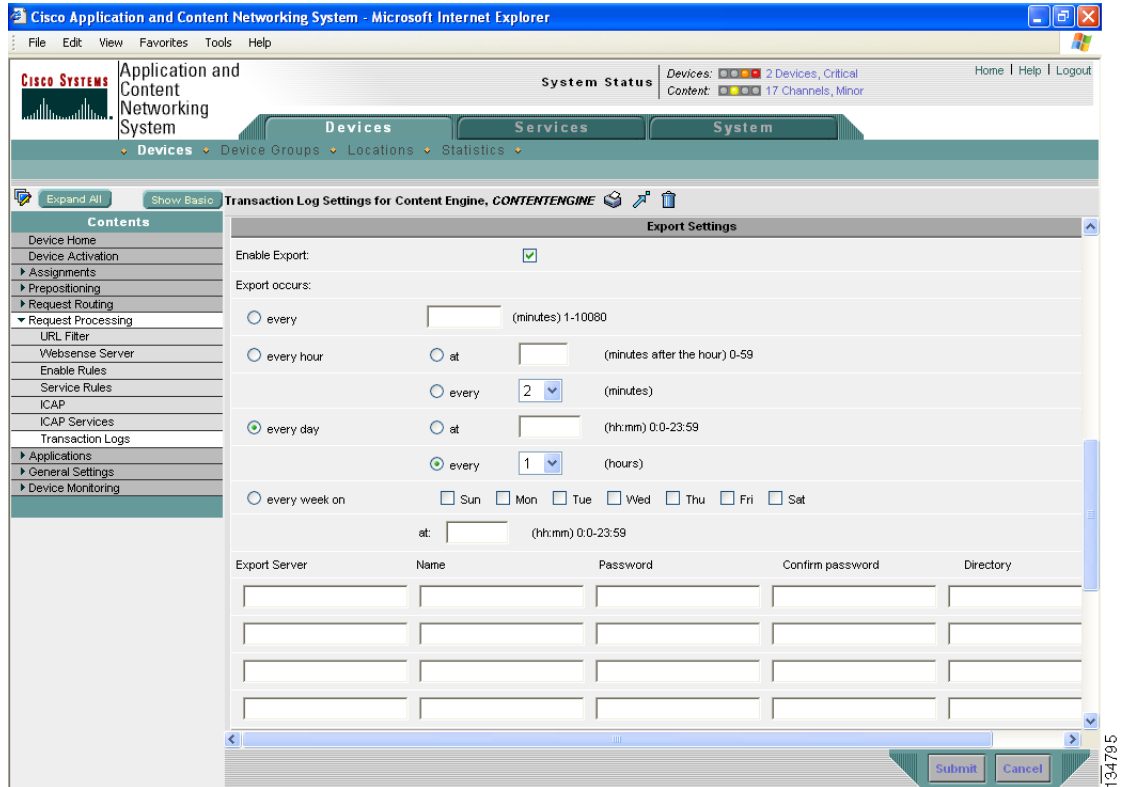 Cisco Application and Content Networking System - Microsoft Internet Explorer
File Edit View Favorites Tools Help
CISCO SYSTEMS
Application and
Content
Networking
System
System Status
Devices: 2 Devices, Critical
Content: 17 Channels, Minor
Home | Help | Logout
Devices Services System
Devices Device Groups Locations Statistics
Expand All Show Basic
Transaction Log Settings for Content Engine, CONTENTENGINE
Contents
Device Home
Device Activation
Assignments
Prepositioning
Request Routing
Request Processing
URL Filter
Websense Server
Enable Rules
Service Rules
ICAP
ICAP Services
Transaction Logs
Applications
General Settings
Device Monitoring
Export Settings
Enable Export:
Export occurs:
every (minutes) 1-10080
every hour at (minutes after the hour) 0-59
every 2 (minutes)
every day at (hh:mm) 0:0-23:59
every 1 (hours)
every week on Sun Mon Tue Wed Thu Fri Sat
at: (hh:mm) 0:0-23:59
Export Server Name Password Confirm password Directory
Submit Cancel
134795